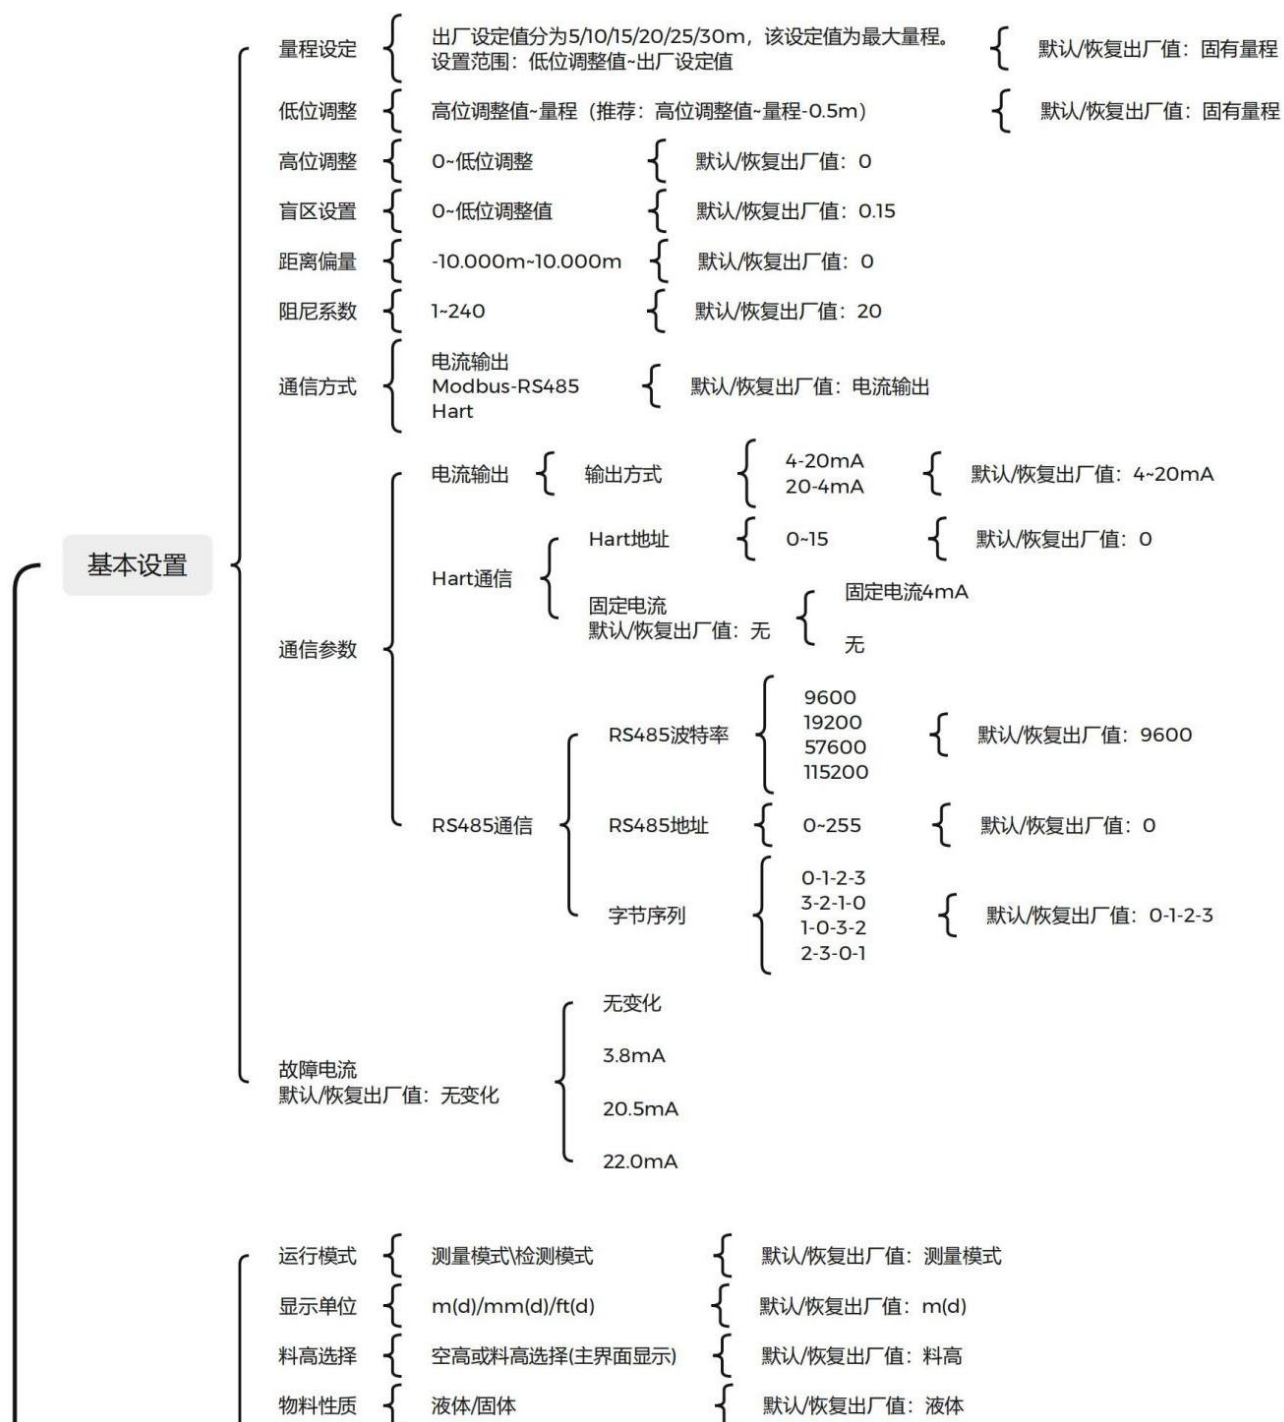 基本设置
量程设定
出厂设定值分为5/10/15/20/25/30m，该设定值为最大量程。
设置范围：低位调整值~出厂设定值
默认/恢复出厂值：固有量程
低位调整
高位调整值~量程（推荐：高位调整值~量程-0.5m）
默认/恢复出厂值：固有量程
高位调整
0~低位调整
默认/恢复出厂值：0
盲区设置
0~低位调整值
默认/恢复出厂值：0.15
距离偏量
-10.000m~10.000m
默认/恢复出厂值：0
阻尼系数
1~240
默认/恢复出厂值：20
通信方式
电流输出
Modbus-RS485
Hart
默认/恢复出厂值：电流输出
通信参数
电流输出
输出方式
4-20mA
20-4mA
默认/恢复出厂值：4~20mA
Hart通信
Hart地址
0~15
默认/恢复出厂值：0
固定电流
默认/恢复出厂值：无
固定电流4mA
无
RS485通信
RS485波特率
9600
19200
57600
115200
默认/恢复出厂值：9600
RS485地址
0~255
默认/恢复出厂值：0
字节序列
0-1-2-3
3-2-1-0
1-0-3-2
2-3-0-1
默认/恢复出厂值：0-1-2-3
故障电流
默认/恢复出厂值：无变化
无变化
3.8mA
20.5mA
22.0mA
运行模式
测量模式\检测模式
默认/恢复出厂值：测量模式
显示单位
m(d)/mm(d)/ft(d)
默认/恢复出厂值：m(d)
料高选择
空高或料高选择(主界面显示)
默认/恢复出厂值：料高
物料性质
液体/固体
默认/恢复出厂值：液体